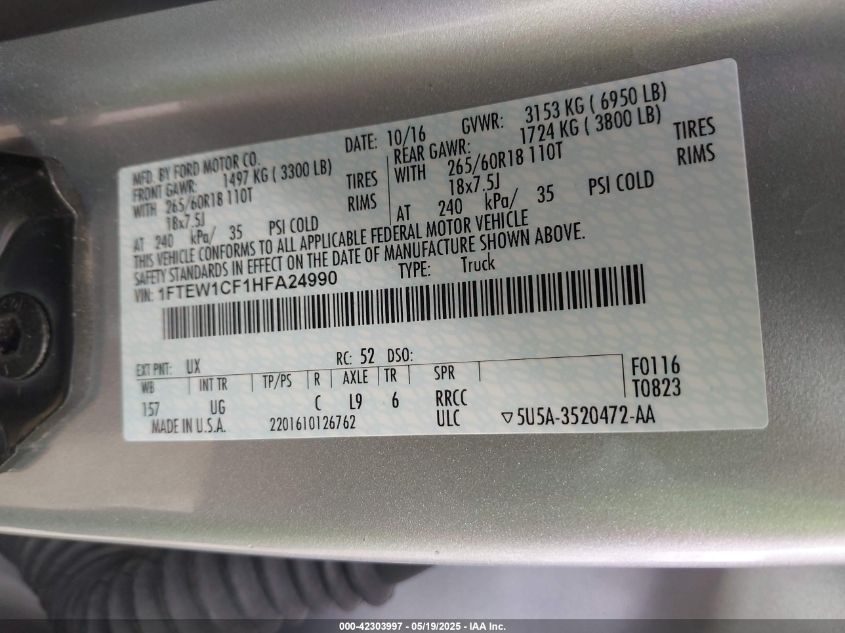 MFD. BY FORD MOTOR CO. DATE: 10/16 GVWR: 3153 KG ( 6950 LB)
FRONT GAWR: 1497 KG ( 3300 LB) REAR GAWR: 1724 KG ( 3800 LB)
WITH 265/60R18 110T TIRES WITH 265/60R18 110T TIRES
18x7.5J RIMS 18x7.5J RIMS
AT 240 kPa/ 35 PSI COLD AT 240 kPa/ 35 PSI COLD
THIS VEHICLE CONFORMS TO ALL APPLICABLE FEDERAL MOTOR VEHICLE
SAFETY STANDARDS IN EFFECT ON THE DATE OF MANUFACTURE SHOWN ABOVE.
VIN: 1FTEW1CF1HFA24990 TYPE: Truck
EXT PNT: UX RC: 52 DSO:
WB INT TR TP/PS R AXLE TR SPR F0116
157 UG C L9 6 RRCC T0823
MADE IN U.S.A. 2201610126762 ULC ▽5U5A-3520472-AA
000-42303997 - 05/19/2025 - IAA Inc.